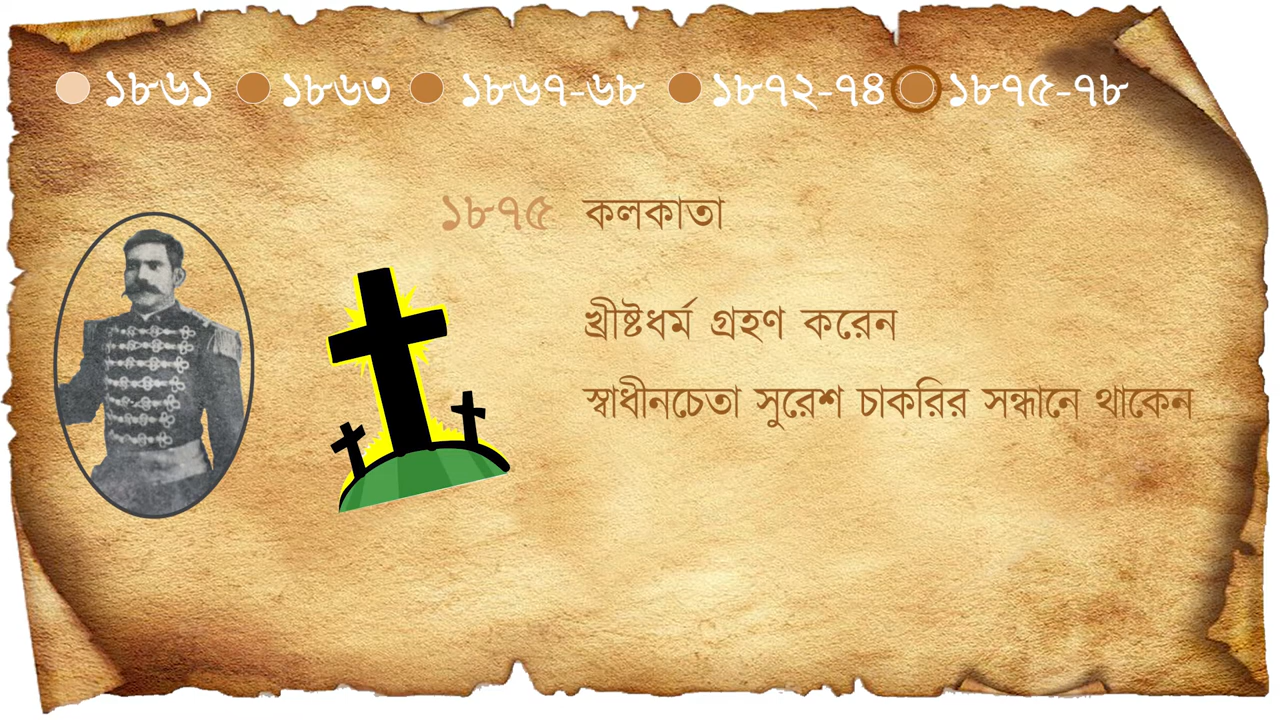 ১৮৬১ ১৮৬৩ ১৮৬৭-৬৮ ১৮৭২-৭৪ ১৮৭৫-৭৮
১৮৭৫ কলকাতা
খ্রীষ্টধর্ম গ্রহণ করেন
স্বাধীনচেতা সুরেশ চাকরির সন্ধানে থাকেন